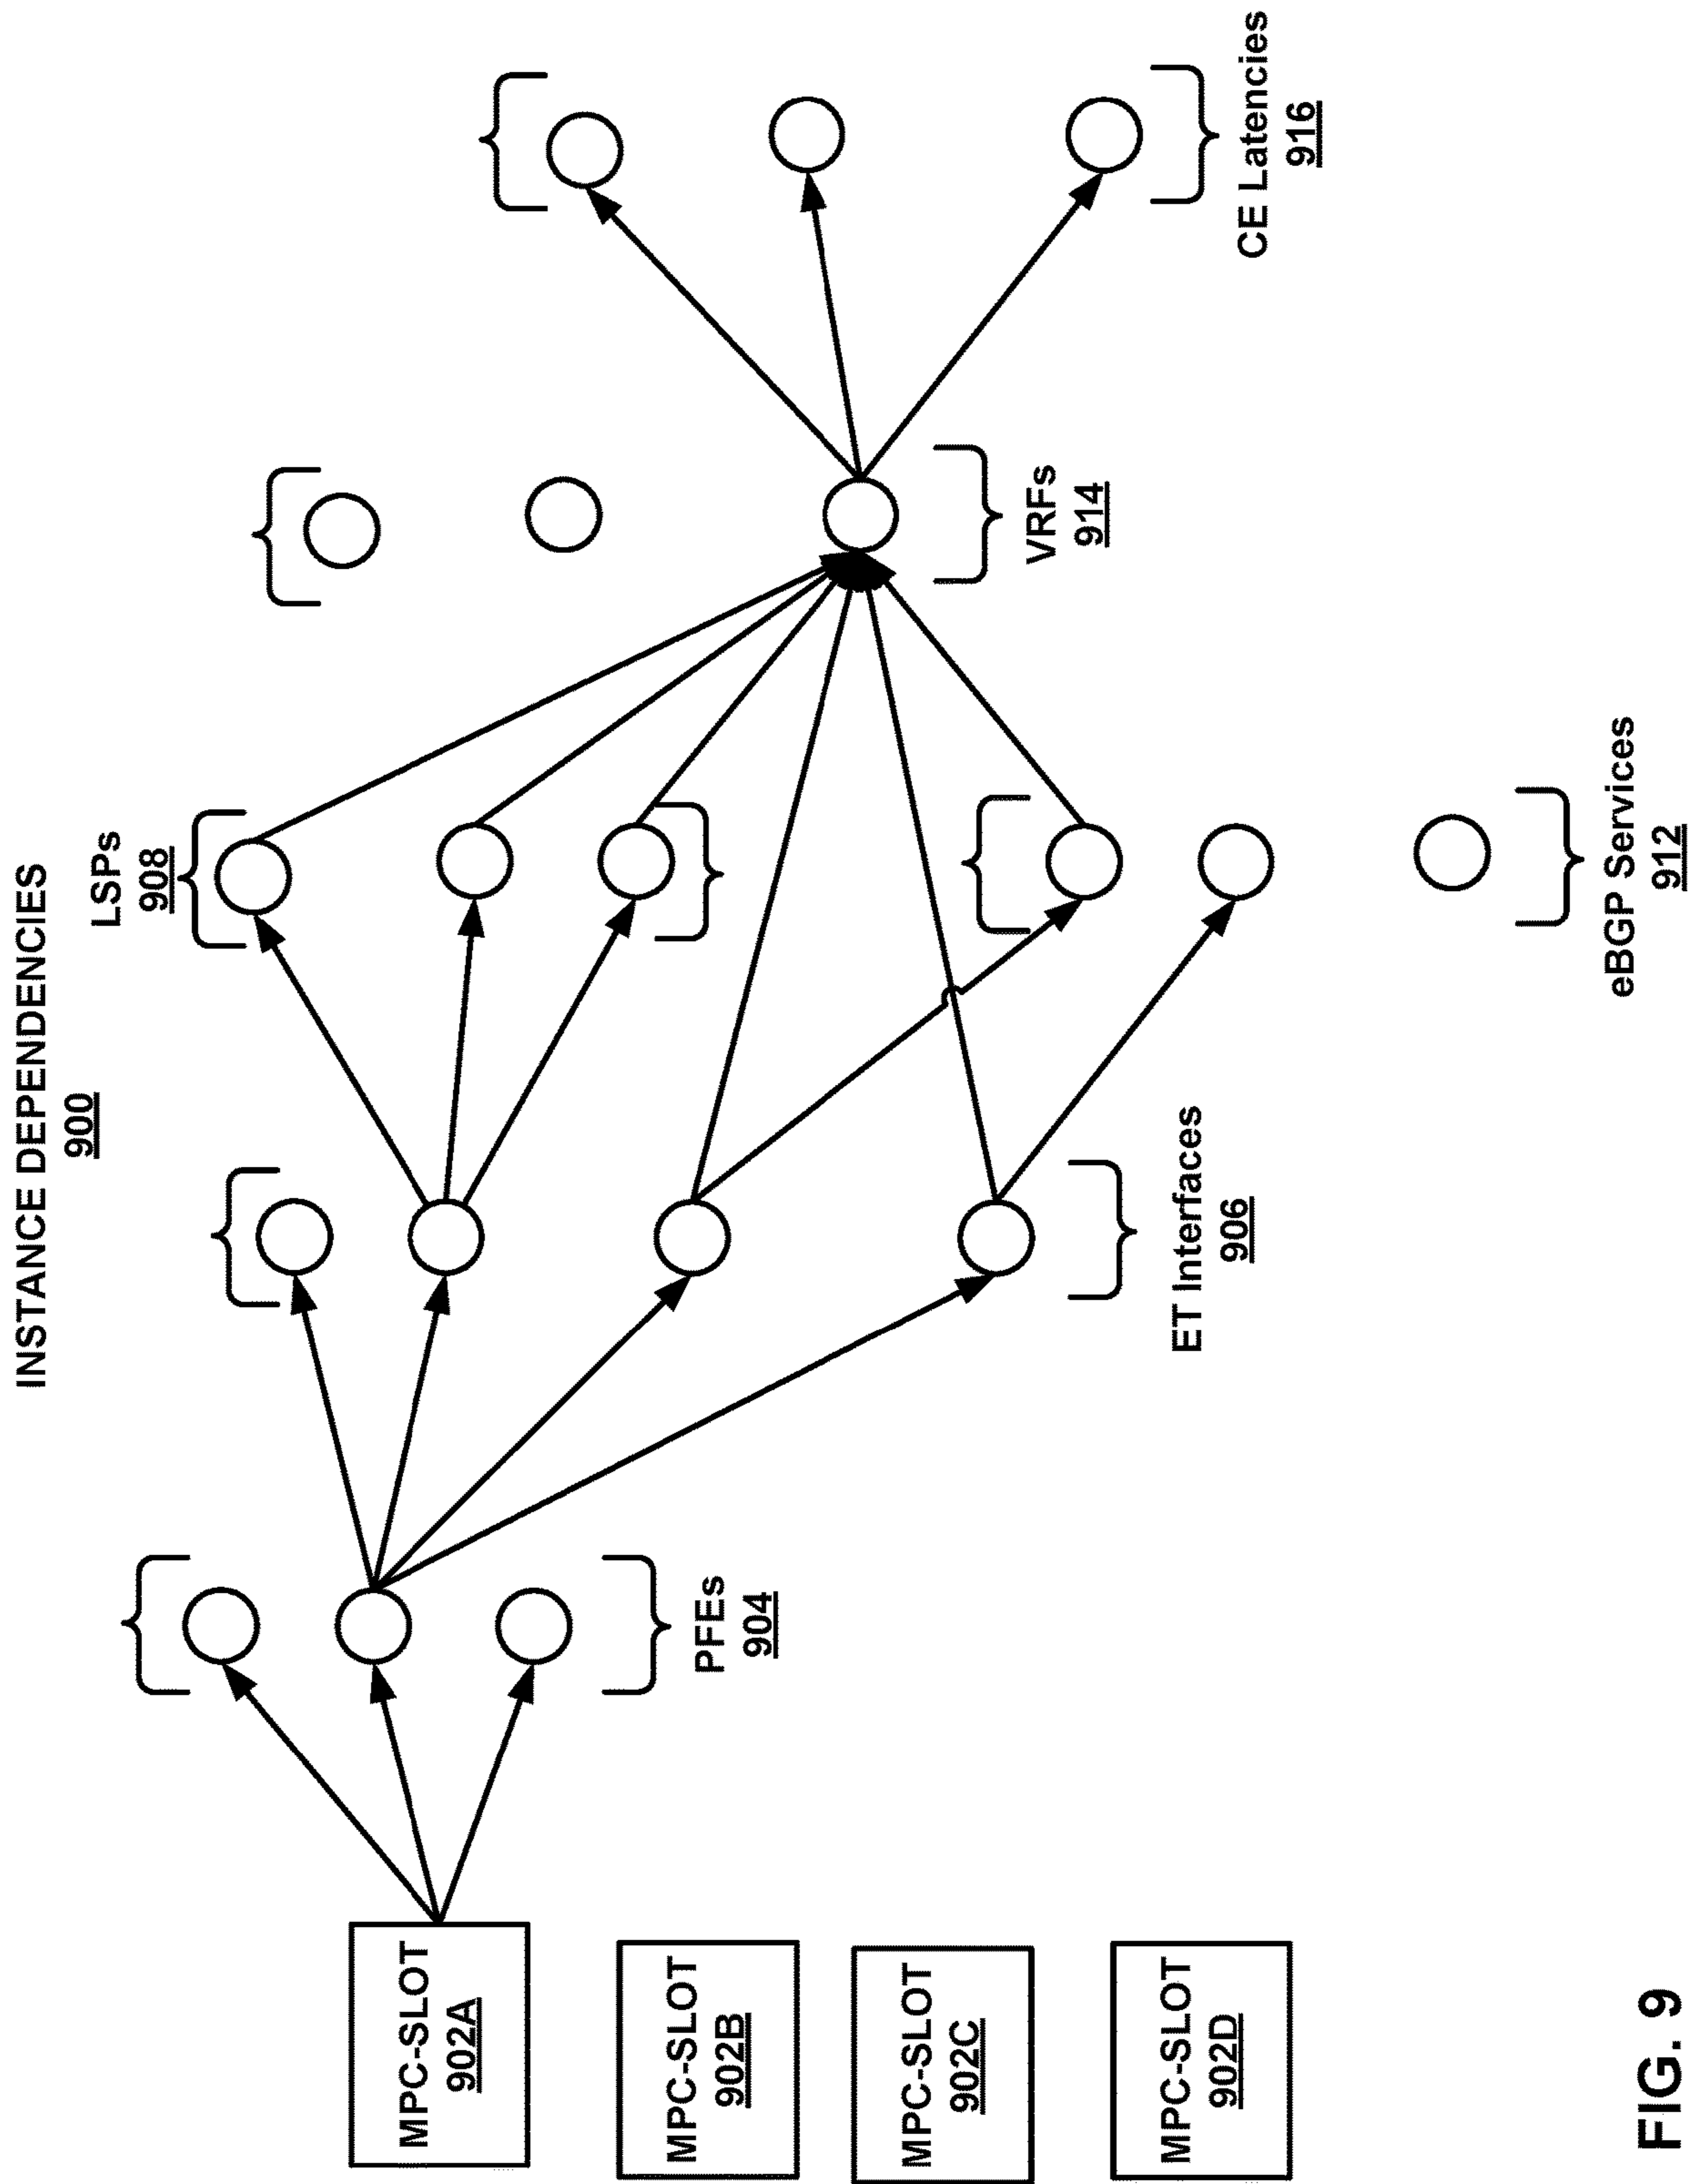 INSTANCE DEPENDENCIES
900
LSPs
908
MPC-SLOT
902A
MPC-SLOT
902B
MPC-SLOT
902C
MPC-SLOT
902D
PFEs
904
ET Interfaces
906
eBGP Services
912
VRFs
914
CE Latencies
916
FIG. 9